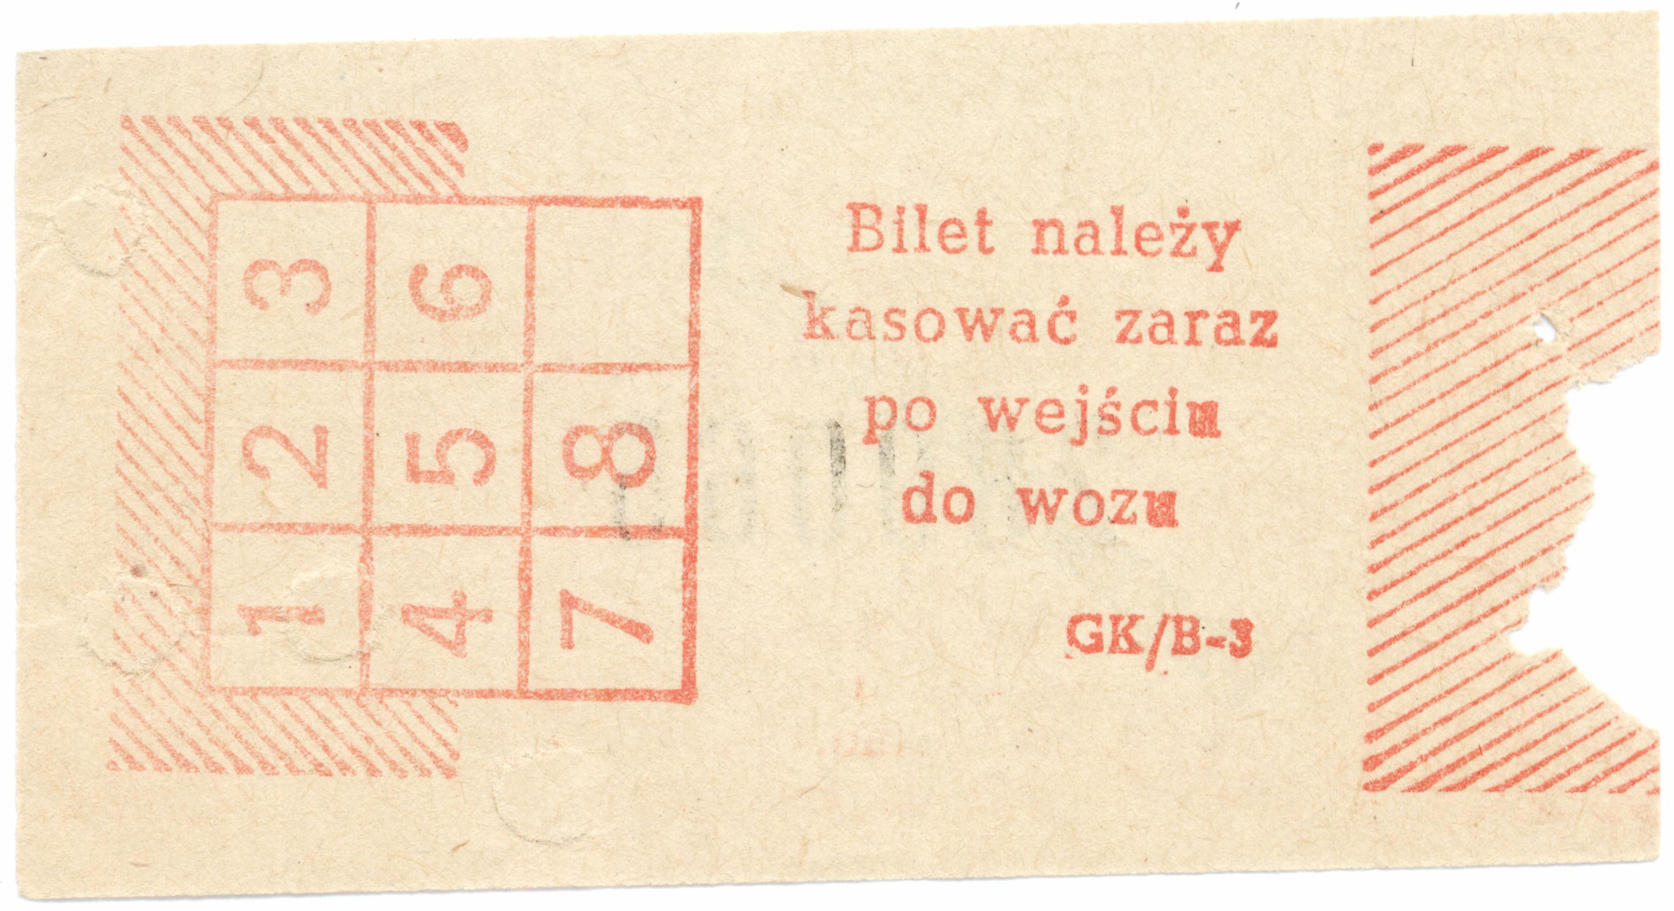 3 6
2 5 8
1 4 7
Bilet należy
kasować zaraz
po wejściu
do wozu
GK/B-3